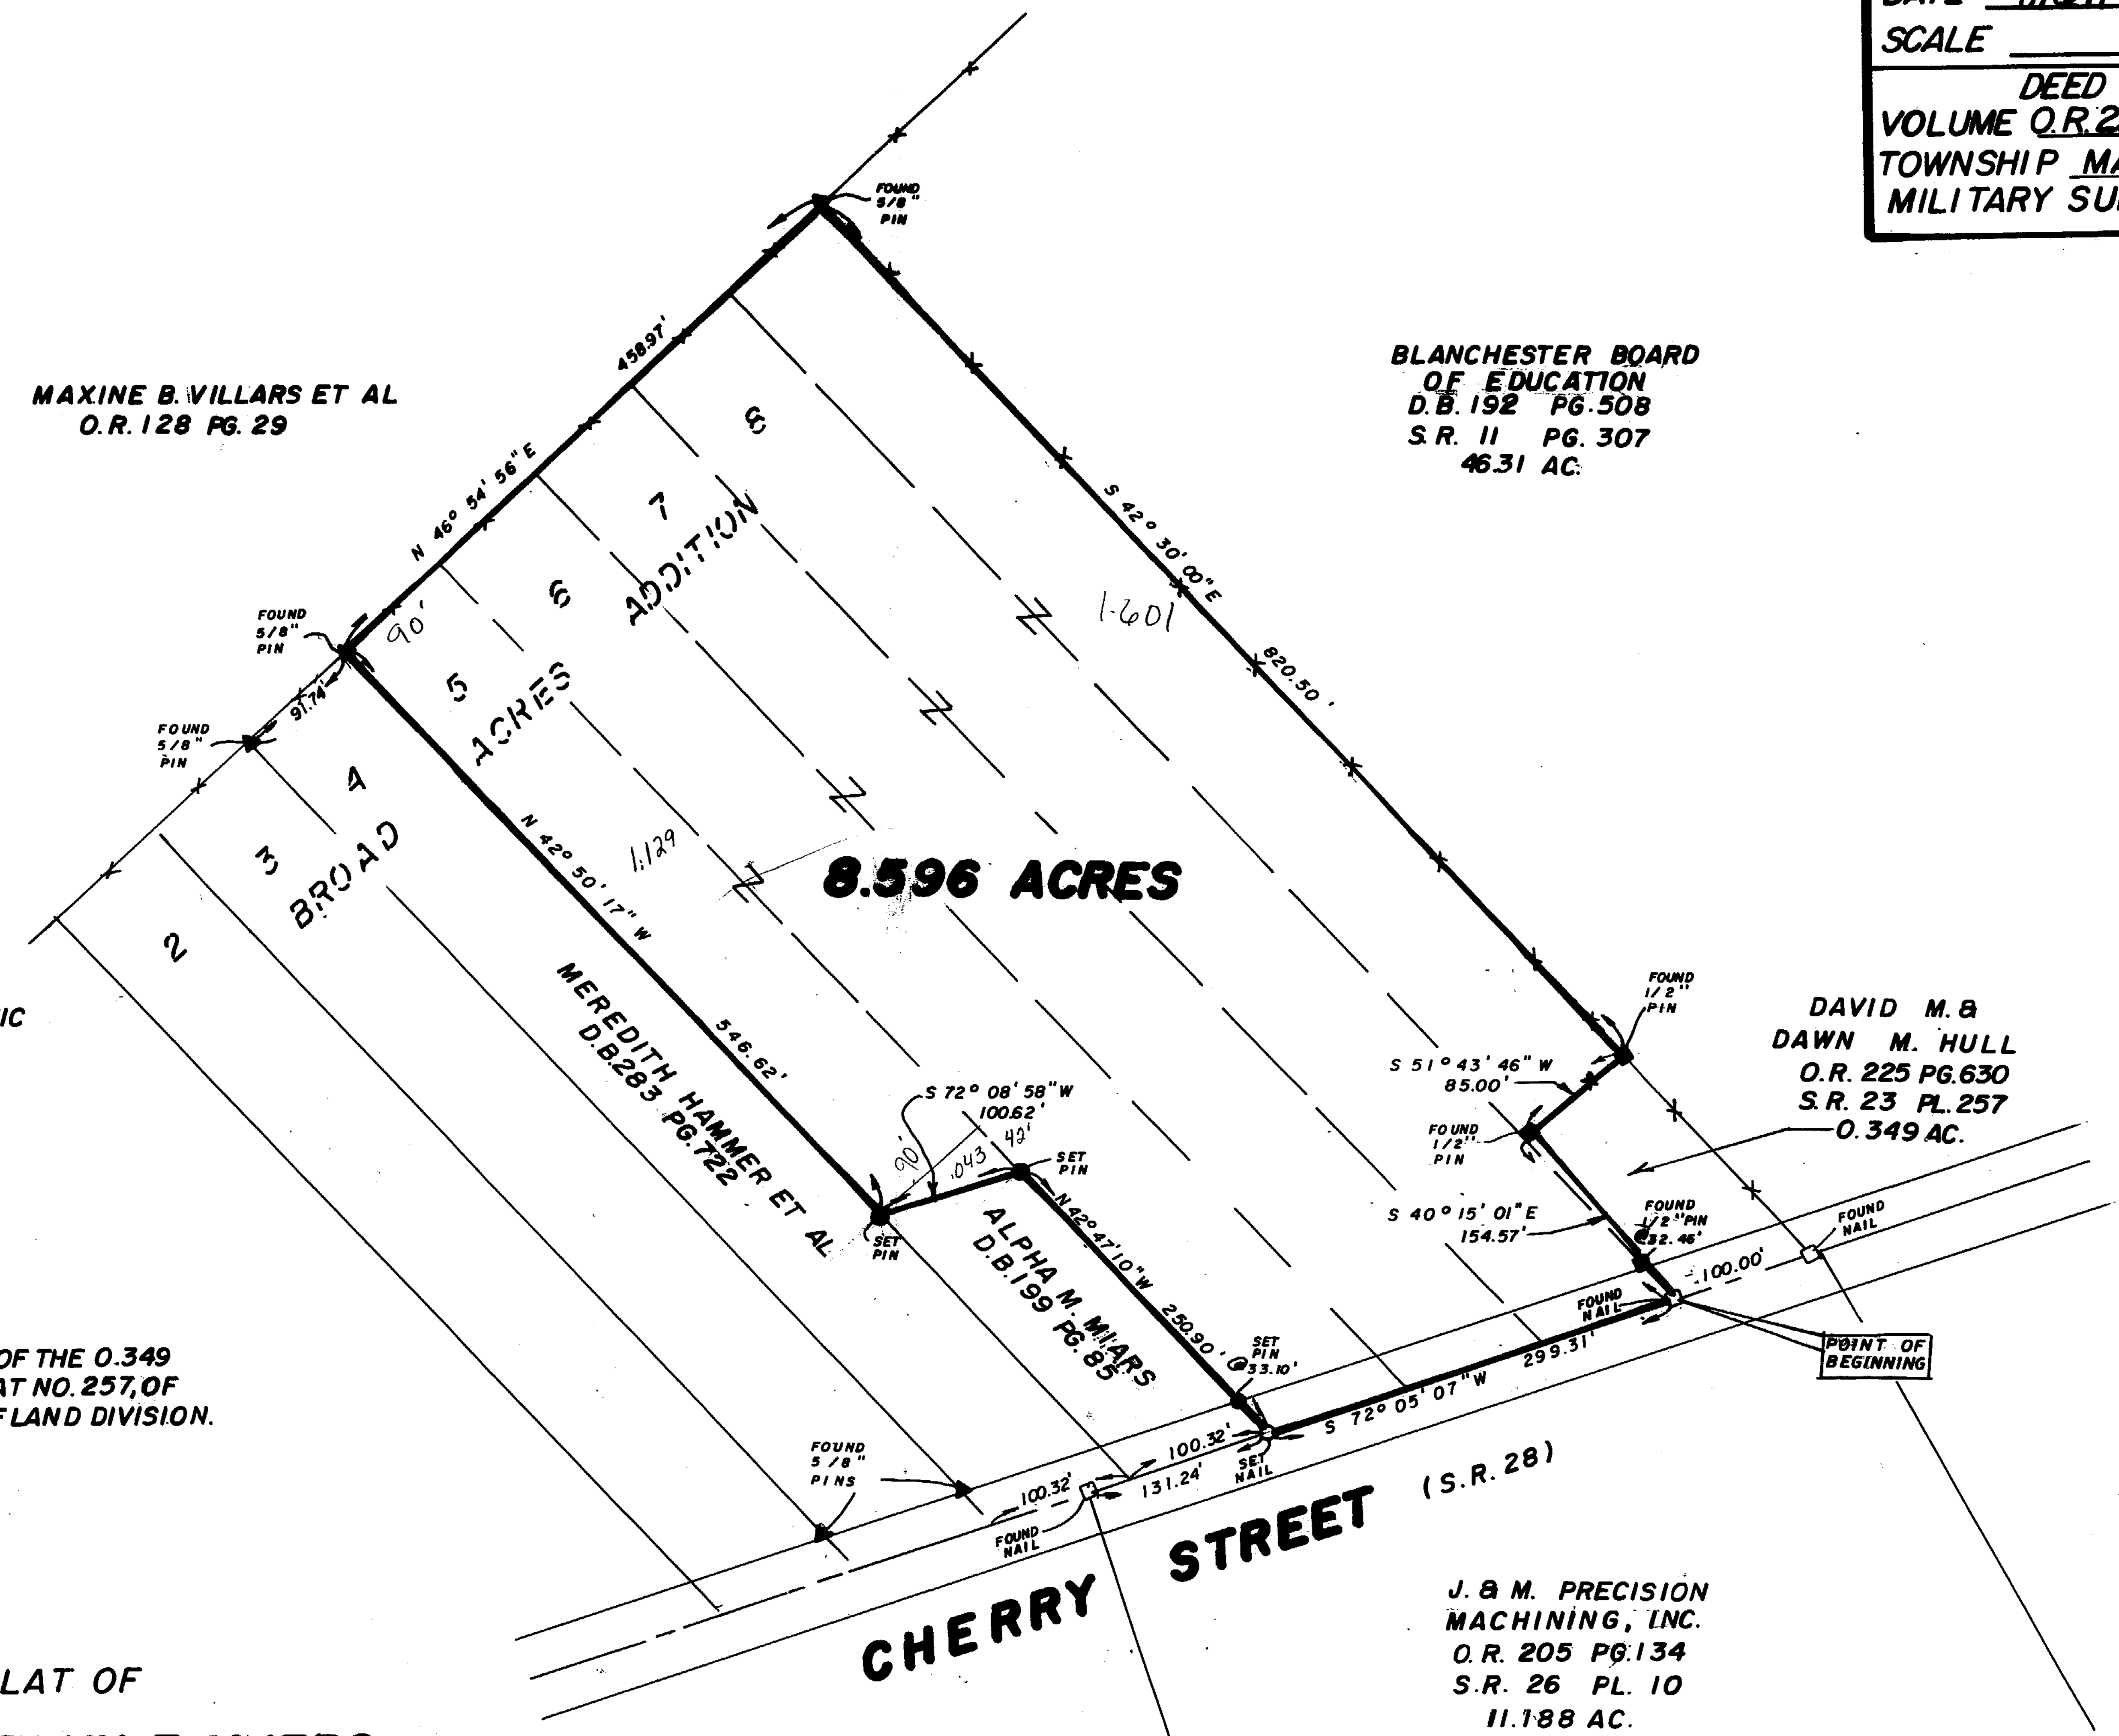 SCALE
DEED
VOLUME O.R.2
TOWNSHIP MA
MILITARY SU
FOUND
5/8"
PIN
458.97'
N 46° 54' 56" E
MAXINE B. VILLARS ET AL
O.R. 128 PG. 29
BLANCHESTER BOARD
OF EDUCATION
D.B. 192 PG. 508
S.R. 11 PG. 307
46.31 AC.
8
7
6
5
4
3
2
BROAD ACRES ADDITION
S 42° 30' 00" E
820.50'
1.601
90'
FOUND
5/8"
PIN
91.74'
FOUND
5/8"
PIN
N 42° 50' 17" W
546.62'
1.129
8.596 ACRES
MEREDITH HAMMER ET AL
D.B.283 PG.722
S 72° 08' 58" W
100.62'
42'
90'
.043
SET
PIN
SET
PIN
ALPHA M. MIARS
D.B.199 PG.85
N 42° 47' 10" W 250.90'
SET
PIN
@33.10'
FOUND
1/2"
PIN
S 51° 43' 46" W
85.00'
FOUND
1/2"
PIN
DAVID M. &
DAWN M. HULL
O.R. 225 PG.630
S.R. 23 PL.257
0.349 AC.
S 40° 15' 01" E
154.57'
FOUND
1/2" PIN
@32.46'
FOUND
NAIL
100.00'
FOUND
NAIL
POINT OF
BEGINNING
299.31'
S 72° 05' 07" W
SET
NAIL
100.32'
131.24'
100.32'
FOUND
NAIL
FOUND
5/8"
PINS
CHERRY STREET (S.R. 28)
IC
OF THE 0.349
AT NO. 257, OF
F LAND DIVISION.
LAT OF
J. & M. PRECISION
MACHINING, INC.
O.R. 205 PG.134
S.R. 26 PL. 10
11.188 AC.